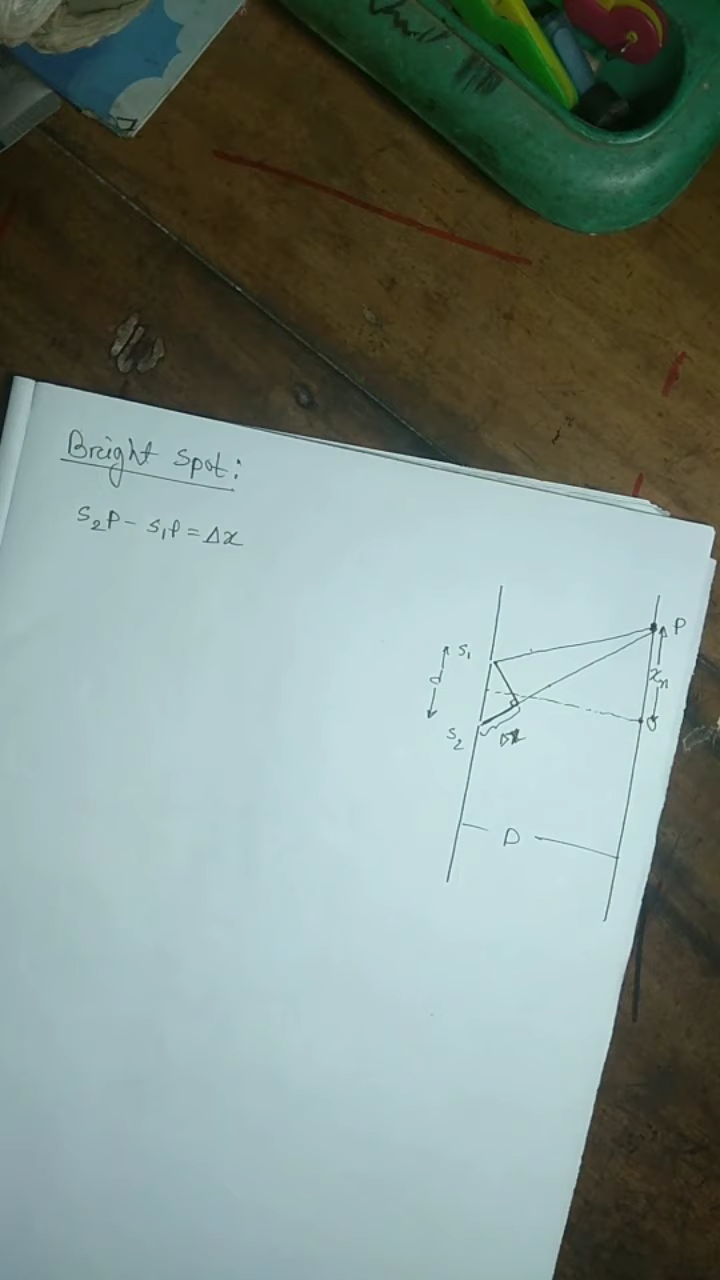 Bright Spot:
S₂P - S₁P = Δx
P
S₁
d
xₙ
O
S₂
Δx
D